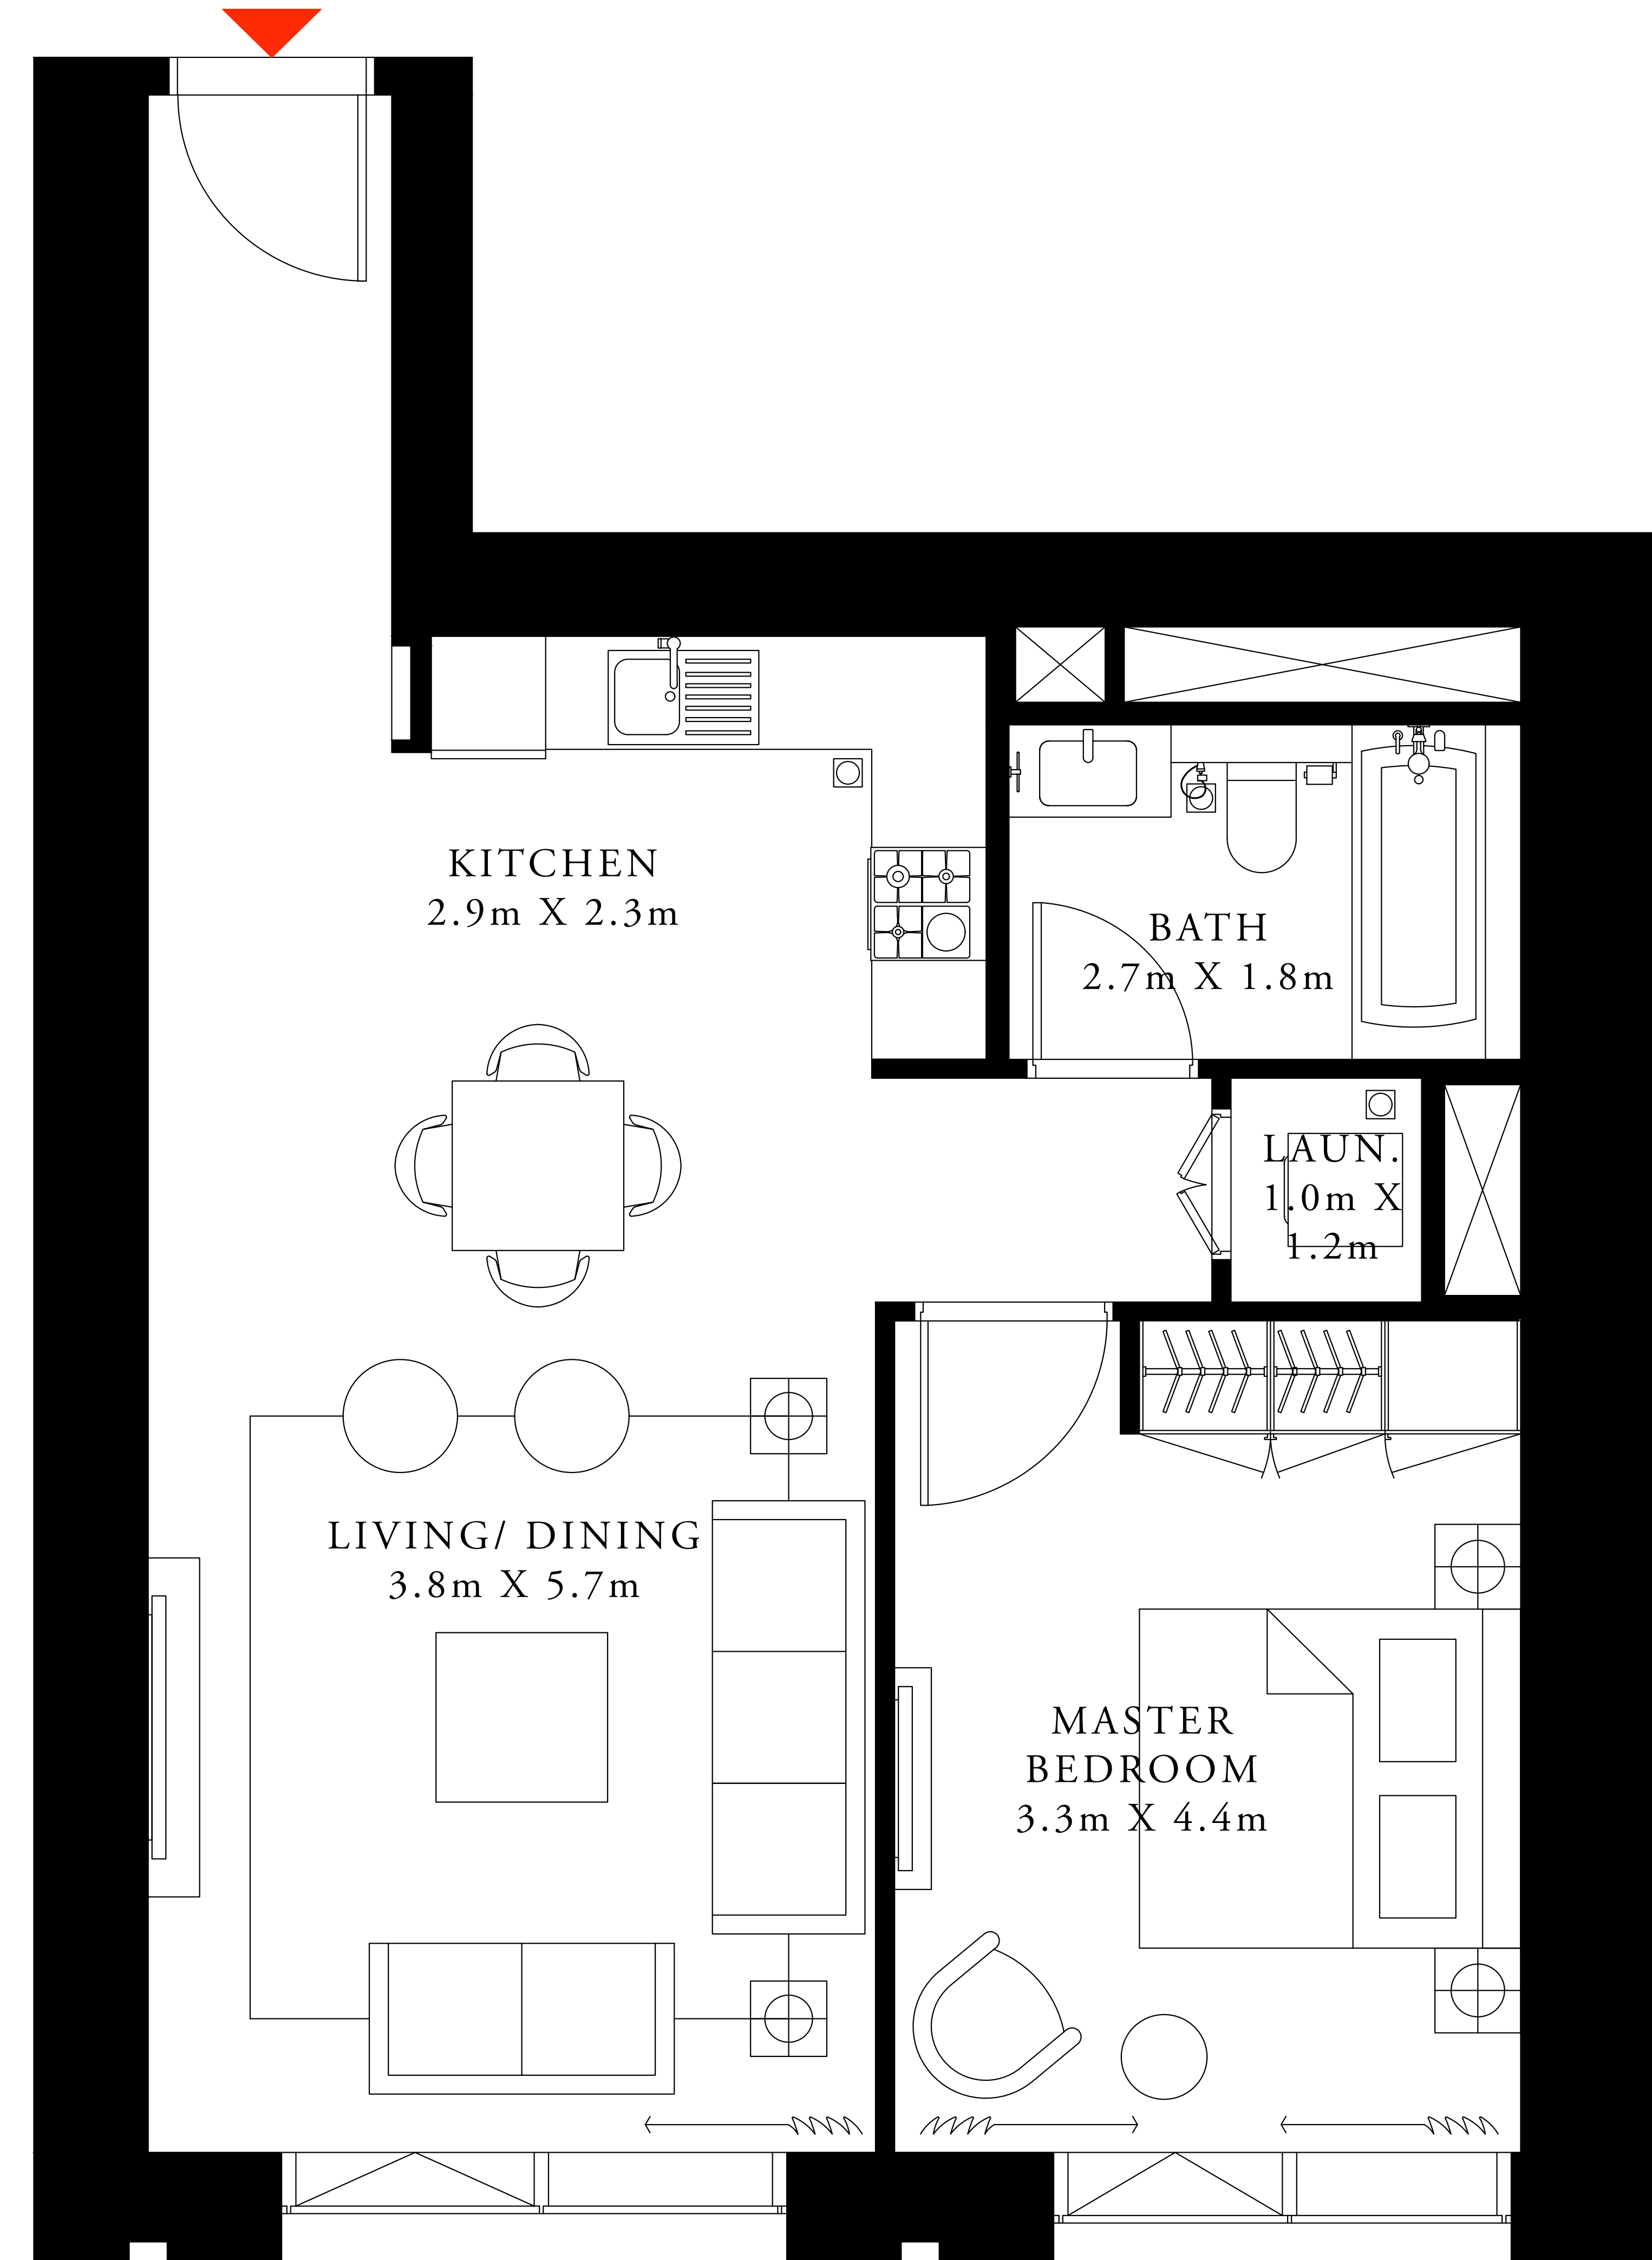 KITCHEN
2.9m X 2.3m
BATH
2.7m X 1.8m
LAUN.
1.0m X
1.2m
LIVING/ DINING
3.8m X 5.7m
MASTER
BEDROOM
3.3m X 4.4m